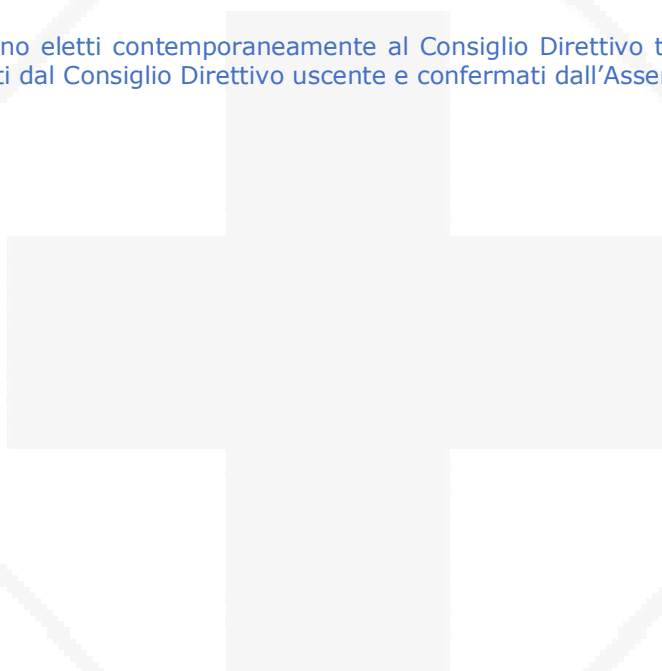 no eletti contemporaneamente al Consiglio Direttivo t
ti dal Consiglio Direttivo uscente e confermati dall’Asse